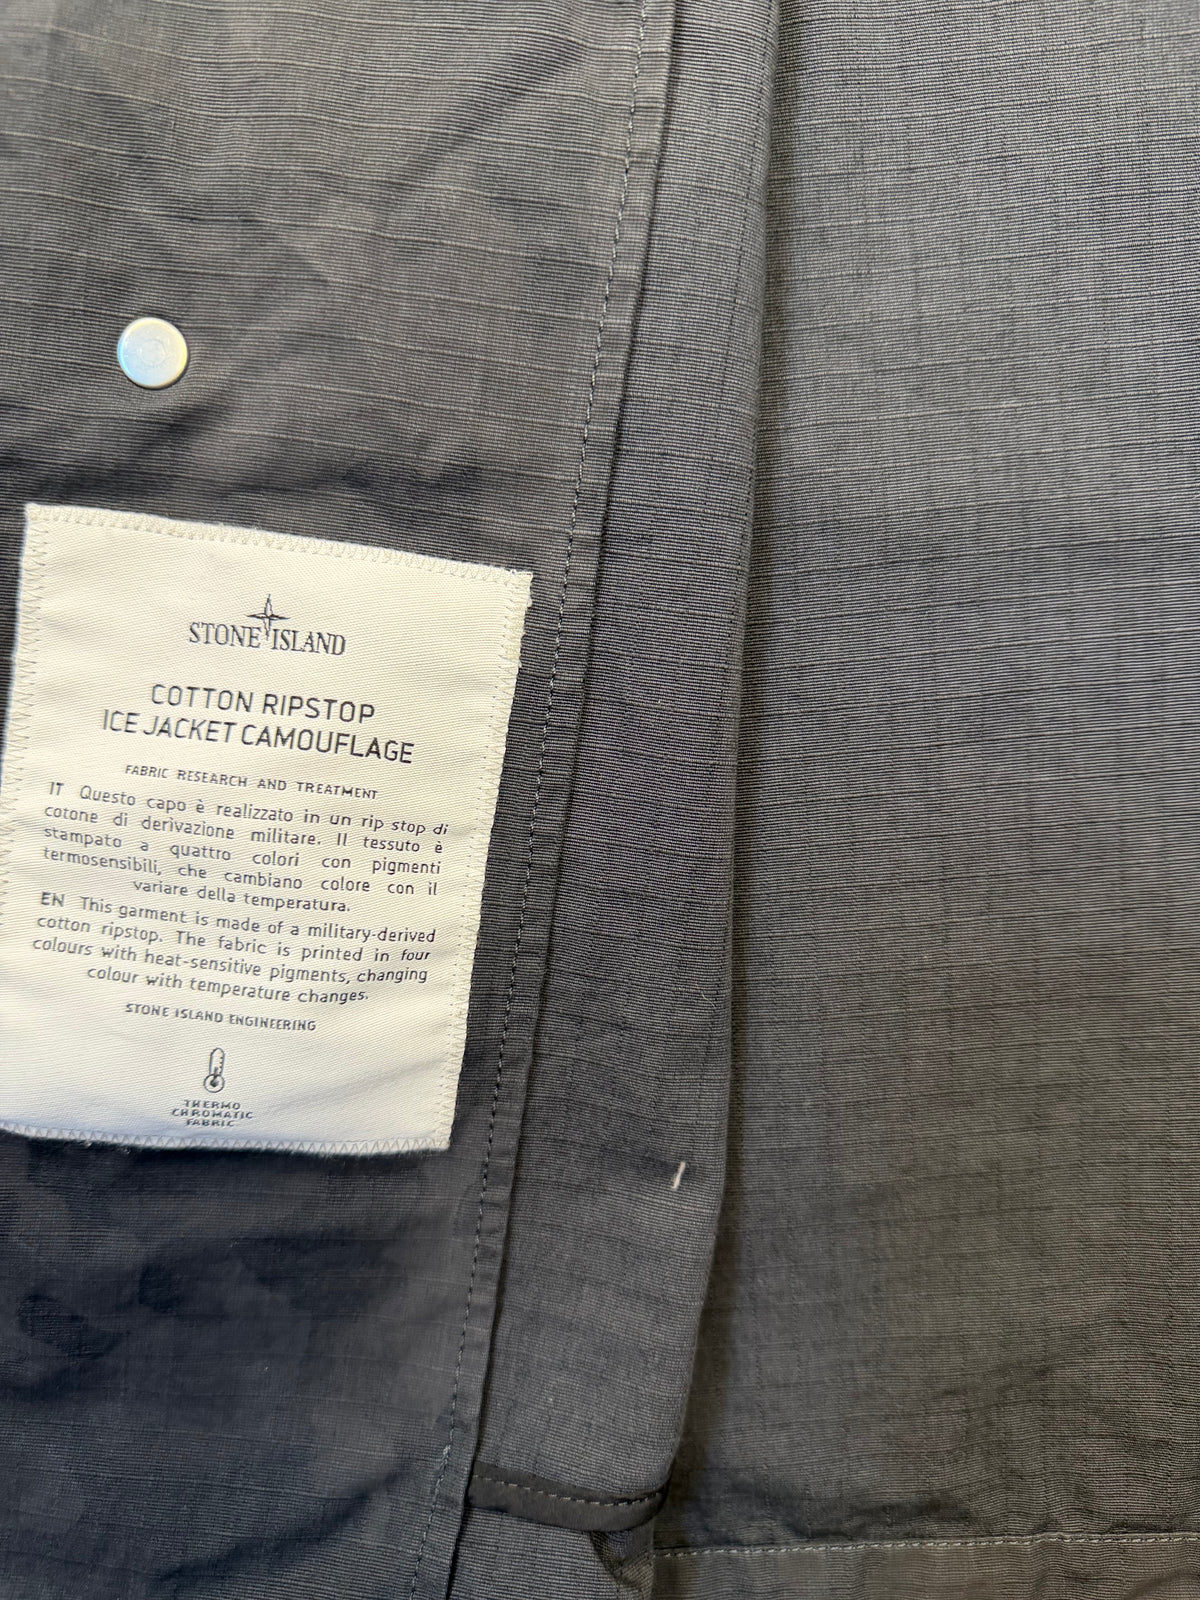 STONE ISLAND
COTTON RIPSTOP
ICE JACKET CAMOUFLAGE
FABRIC RESEARCH AND TREATMENT
IT Questo capo è realizzato in un rip stop di
cotone di derivazione militare. Il tessuto è
stampato a quattro colori con pigmenti
termosensibili, che cambiano colore con il
variare della temperatura.
EN This garment is made of a military-derived
cotton ripstop. The fabric is printed in four
colours with heat-sensitive pigments, changing
colour with temperature changes.
STONE ISLAND ENGINEERING
THERMO
CHROMATIC
FABRIC